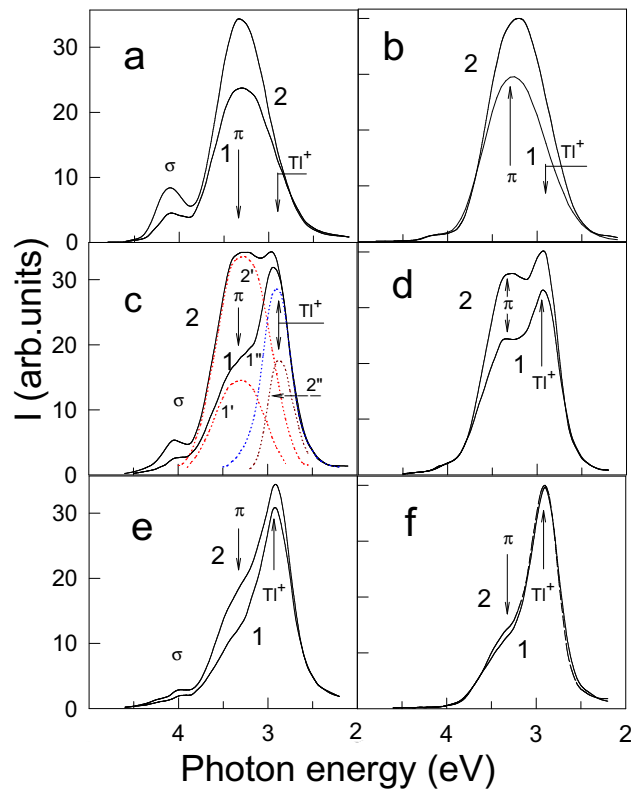 30
20
10
0
a
σ
π
1
2
Tl+
b
2
1
π
Tl+
I (arb.units)
30
20
10
0
c
2
σ
π
2'
1
1"
1'
Tl+
2"
d
2
π
1
Tl+
30
20
10
0
e
σ
π
2
1
Tl+
f
π
2
1
Tl+
4 3 2
4 3 2
Photon energy (eV)